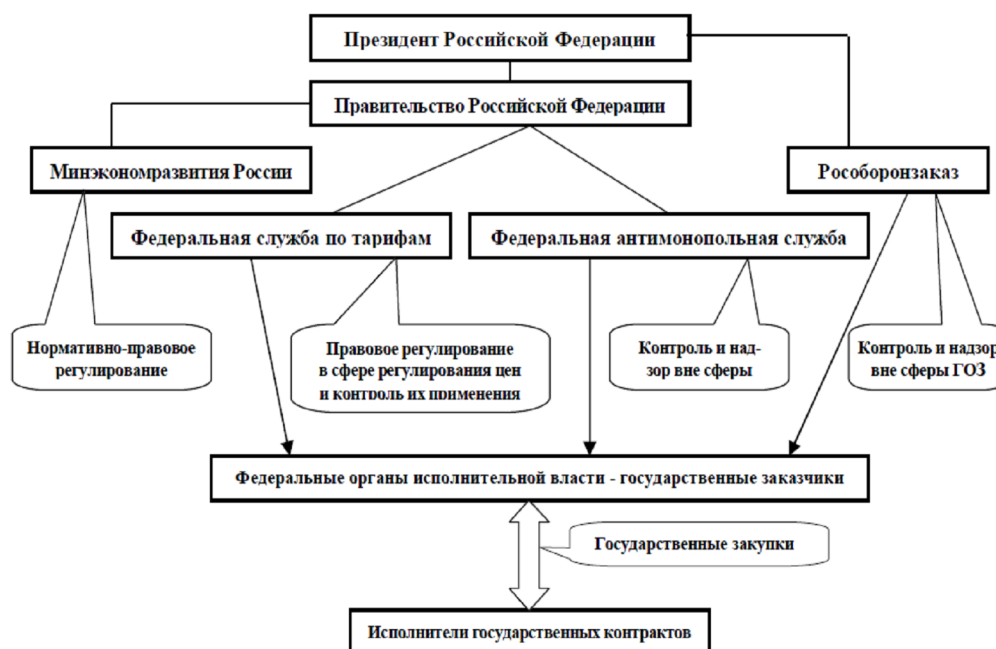 Президент Российской Федерации
Правительство Российской Федерации
Минэкономразвития России
Рособоронзаказ
Федеральная служба по тарифам
Федеральная антимонопольная служба
Нормативно-правовое
регулирование
Правовое регулирование
в сфере регулирования цен
и контроль их применения
Контроль и над-
зор вне сферы
Контроль и надзор
вне сферы ГОЗ
Федеральные органы исполнительной власти - государственные заказчики
Государственные закупки
Исполнители государственных контрактов